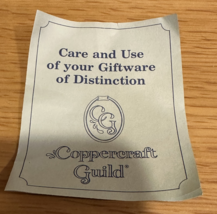 Care and Use
of your Giftware
of Distinction
CG
Coppercraft
Guild®